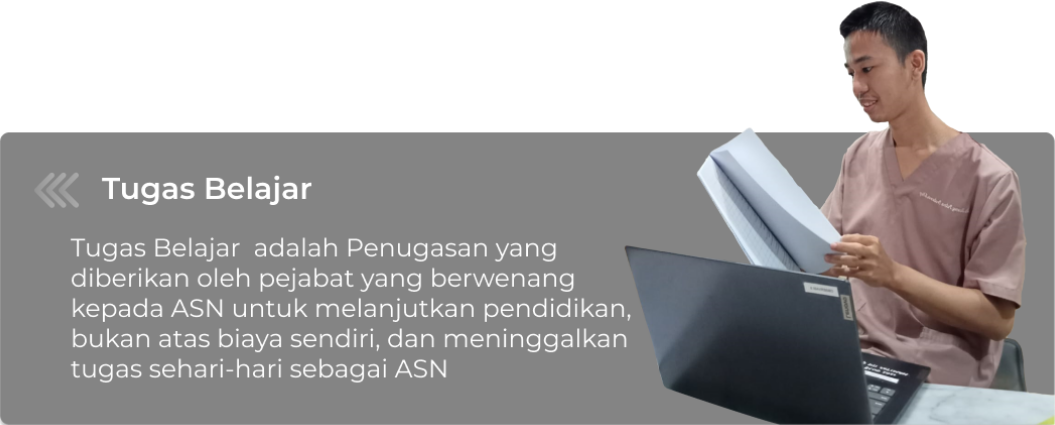 Tugas Belajar
Tugas Belajar adalah Penugasan yang
diberikan oleh pejabat yang berwenang
kepada ASN untuk melanjutkan pendidikan,
bukan atas biaya sendiri, dan meninggalkan
tugas sehari-hari sebagai ASN